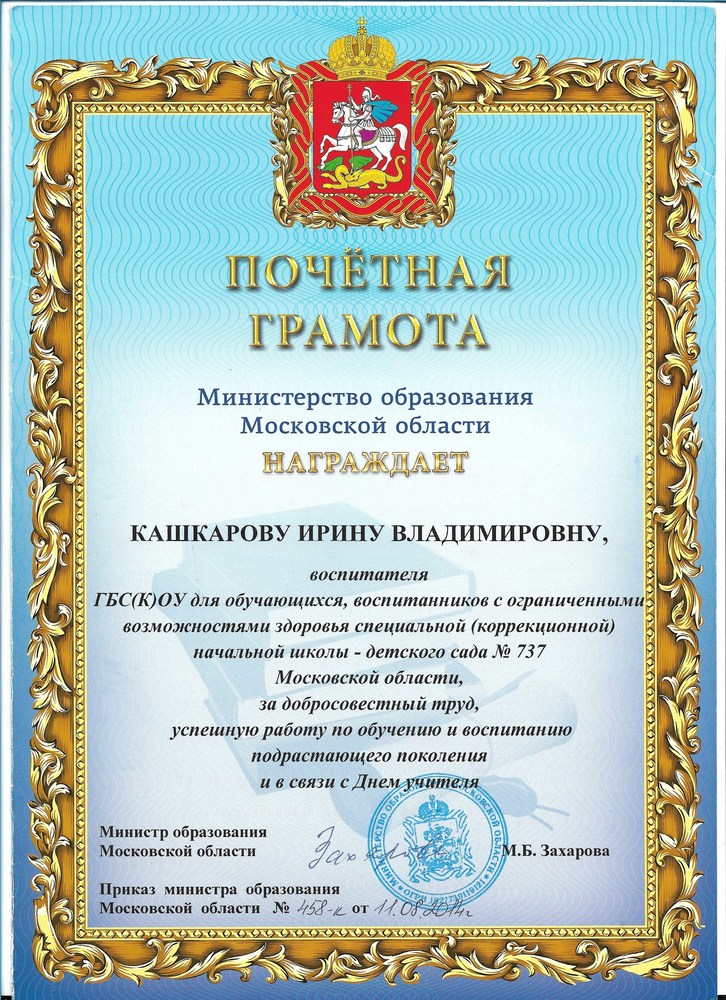 ПОЧЁТНАЯ
ГРАМОТА
Министерство образования
Московской области
НАГРАЖДАЕТ
КАШКАРОВУ ИРИНУ ВЛАДИМИРОВНУ,
воспитателя
ГБС(К)ОУ для обучающихся, воспитанников с ограниченными
возможностями здоровья специальной (коррекционной)
начальной школы - детского сада № 737
Московской области,
за добросовестный труд,
успешную работу по обучению и воспитанию
подрастающего поколения
и в связи с Днем учителя
Министр образования
Московской области М.Б. Захарова
Приказ министра образования
Московской области № 458-к от 11.08.2014г